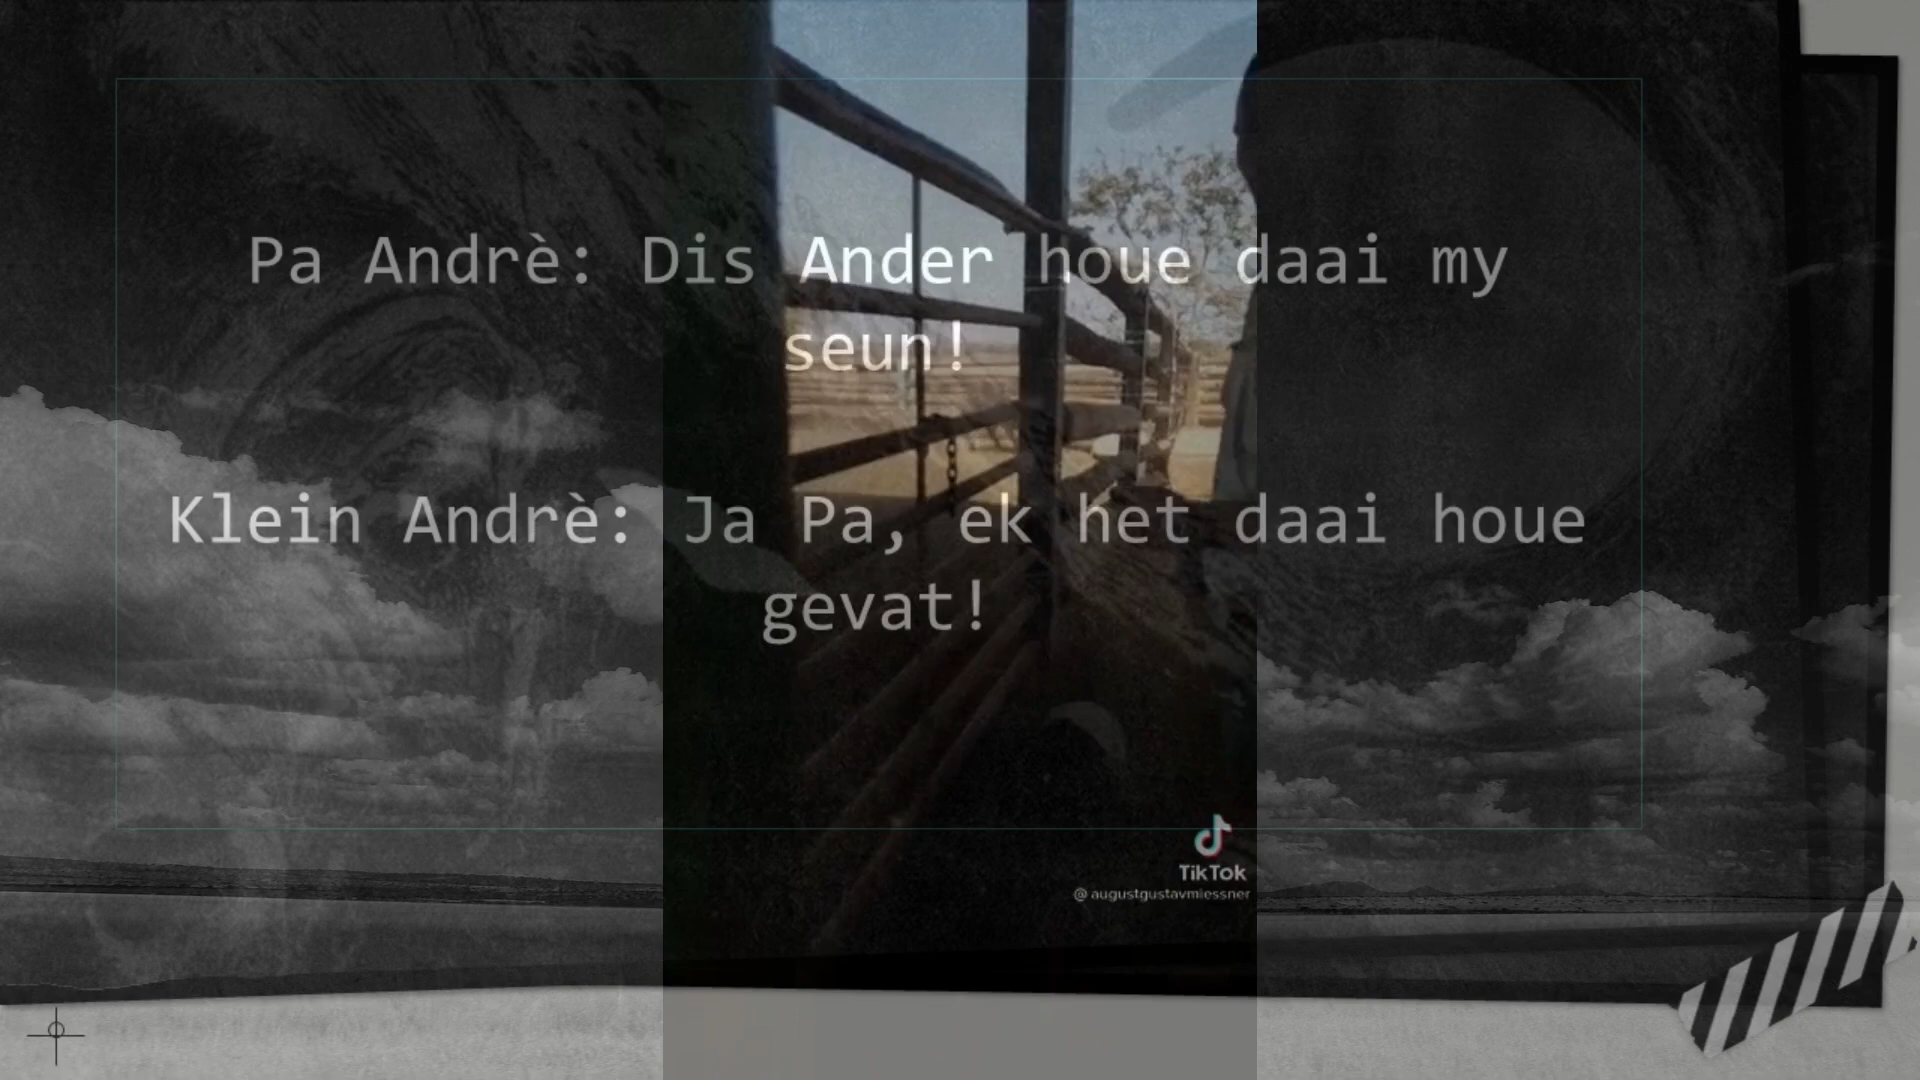 Pa Andrè: Dis Ander houe daai my
seun!
Klein Andrè: Ja Pa, ek het daai houe
gevat!
TikTok
@augustgustavmiessner